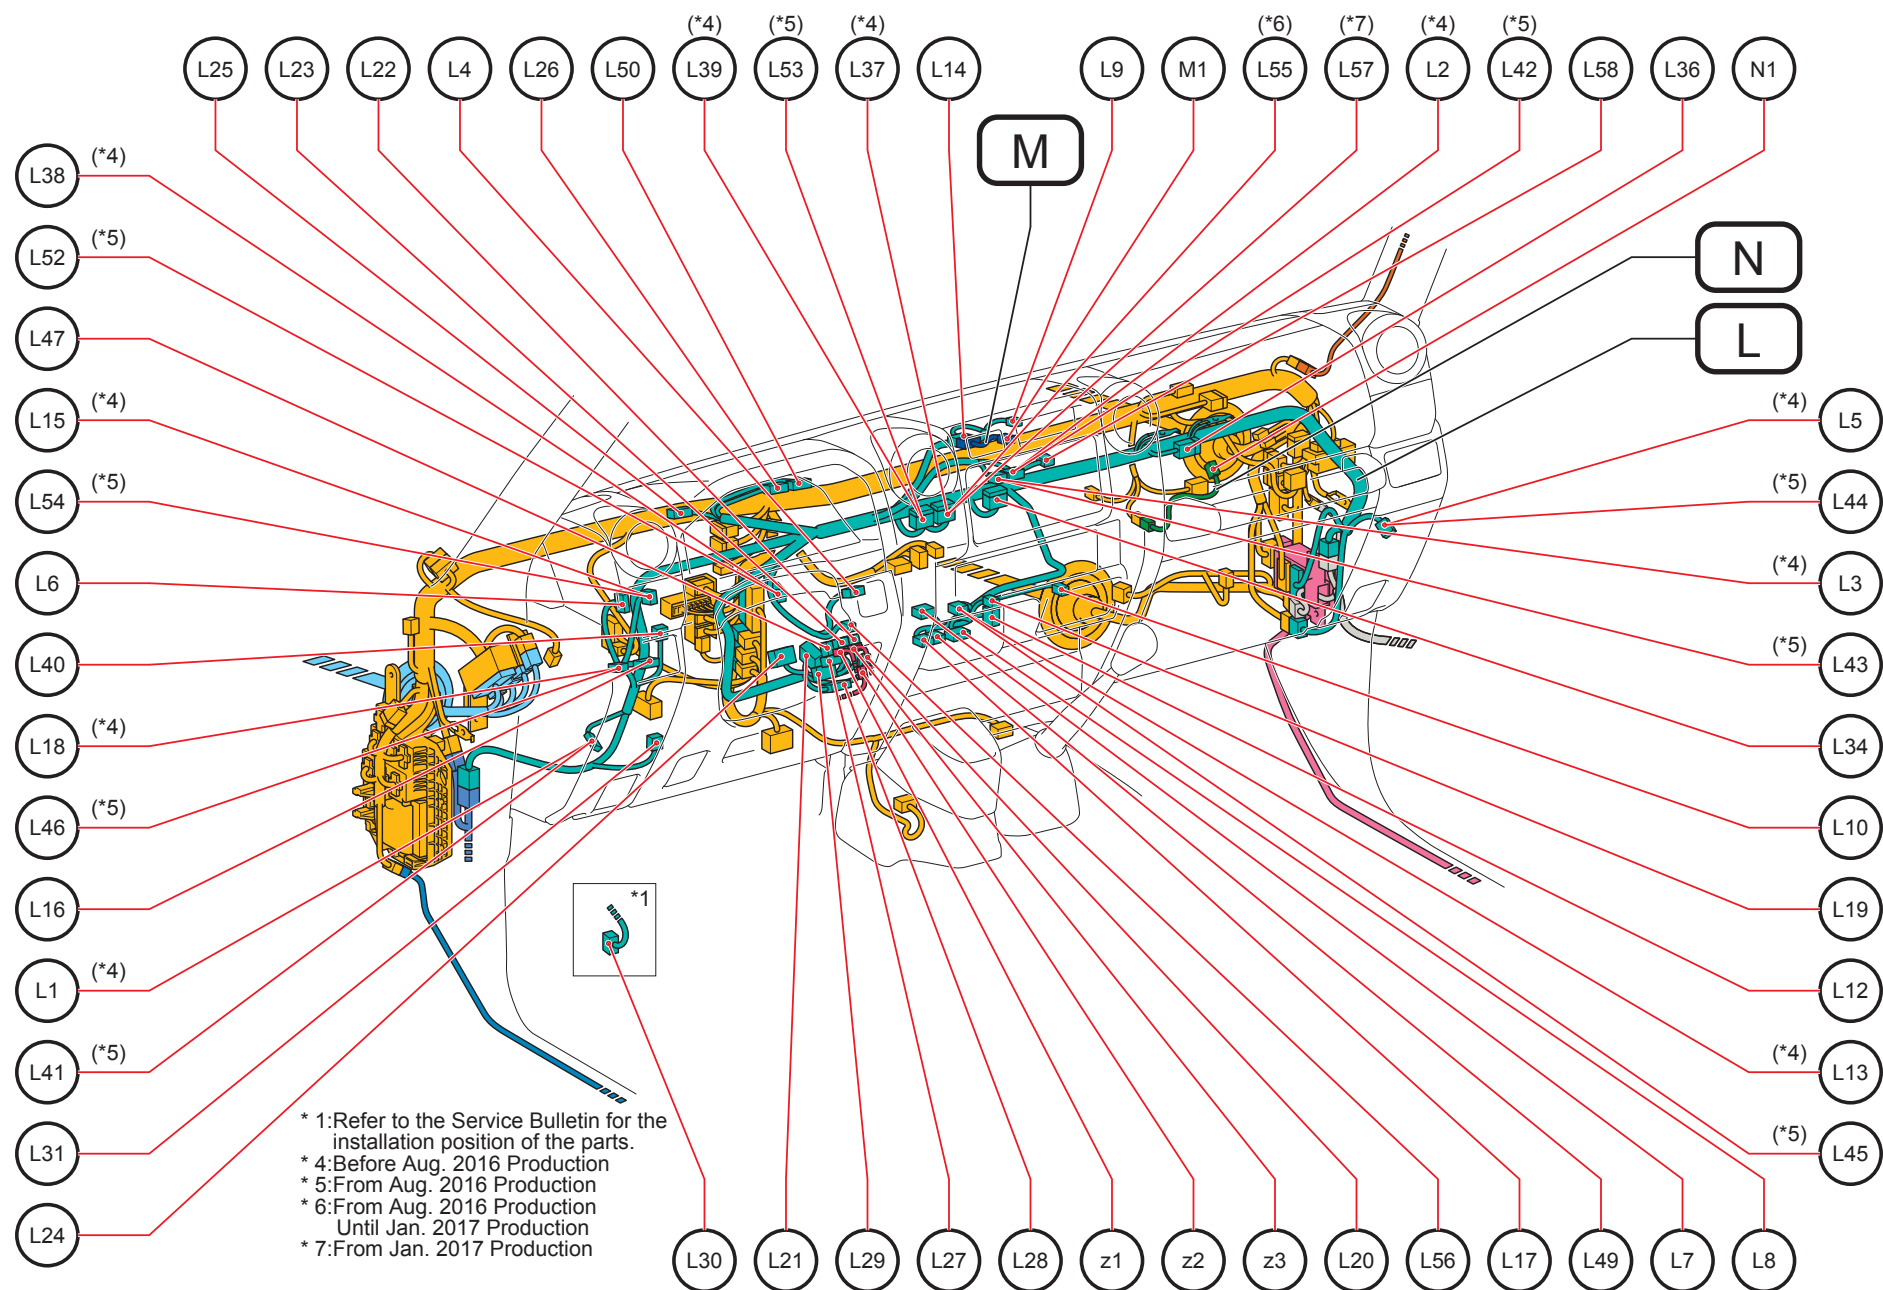 (*4) (*5) (*4) (*6) (*7) (*4) (*5)
L25 L23 L22 L4 L26 L50 L39 L53 L37 L14 L9 M1 L55 L57 L2 L42 L58 L36 N1
M
L38 (*4)
L52 (*5)
N
L47
L
L15 (*4)
(*4) L5
L54 (*5)
(*5) L44
L6
(*4) L3
L40
(*5) L43
L18 (*4)
L34
L46 (*5)
L10
L16
*1
L19
L1 (*4)
L12
L41 (*5)
(*4) L13
* 1:Refer to the Service Bulletin for the
installation position of the parts.
* 4:Before Aug. 2016 Production
* 5:From Aug. 2016 Production
* 6:From Aug. 2016 Production
Until Jan. 2017 Production
* 7:From Jan. 2017 Production
L31
(*5) L45
L24
L30 L21 L29 L27 L28 z1 z2 z3 L20 L56 L17 L49 L7 L8